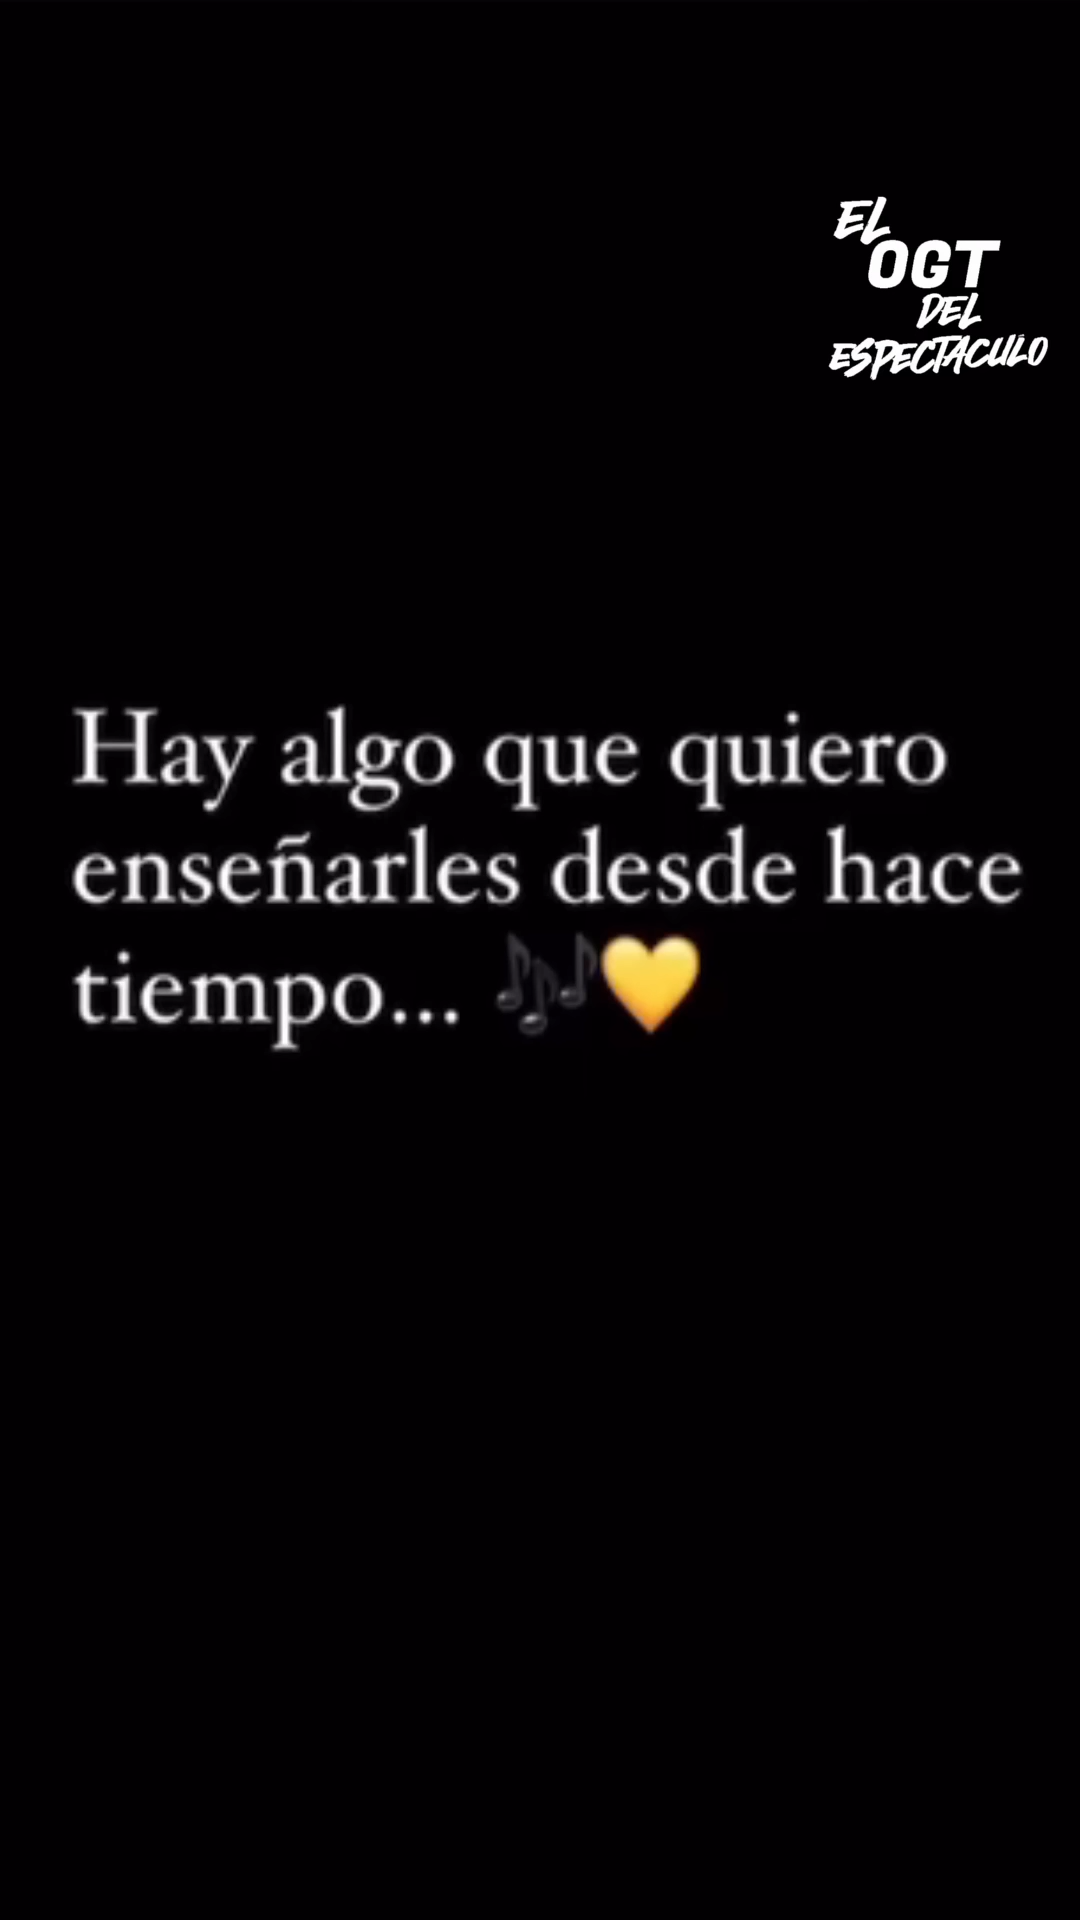 EL
OGT
DEL
ESPECTACULO
Hay algo que quiero
enseñarles desde hace
tiempo... 🎶💛